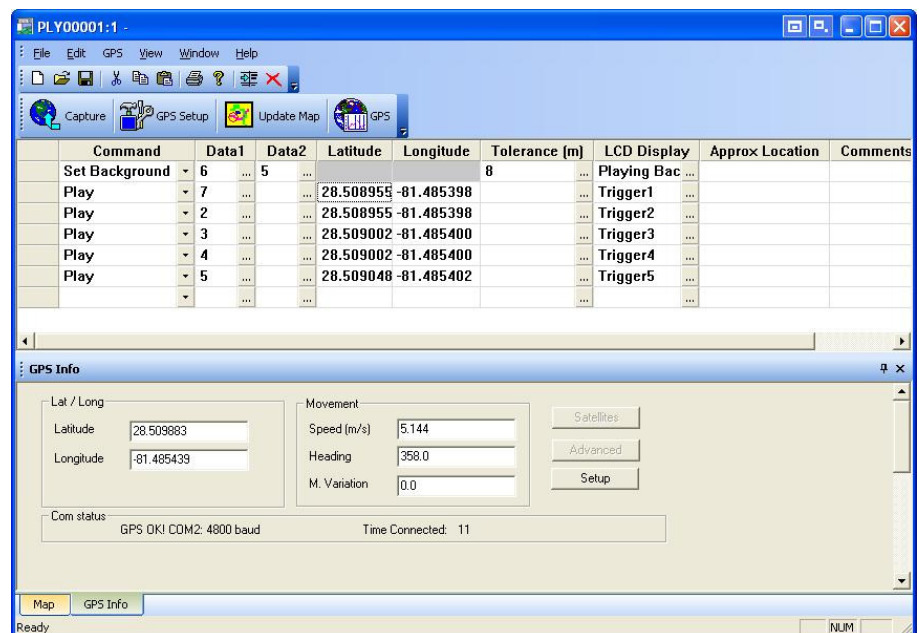 PLY00001:1 -
File Edit GPS View Window Help
Capture GPS Setup Update Map GPS
Command Data1 Data2 Latitude Longitude Tolerance (m) LCD Display Approx Location Comments
Set Background 6 ... 5 ... 8 ... Playing Bac ...
Play 7 ... ... 28.508955 -81.485398 ... Trigger1 ...
Play 2 ... ... 28.508955 -81.485398 ... Trigger2 ...
Play 3 ... ... 28.509002 -81.485400 ... Trigger3 ...
Play 4 ... ... 28.509002 -81.485400 ... Trigger4 ...
Play 5 ... ... 28.509048 -81.485402 ... Trigger5 ...
... ... ... ...
GPS Info
Lat / Long Movement
Latitude 28.509883 Speed (m/s) 5.144 Satellites
Longitude -81.485439 Heading 358.0 Advanced
M. Variation 0.0 Setup
Com status
GPS OK! COM2: 4800 baud Time Connected: 11
Map GPS Info
Ready NUM